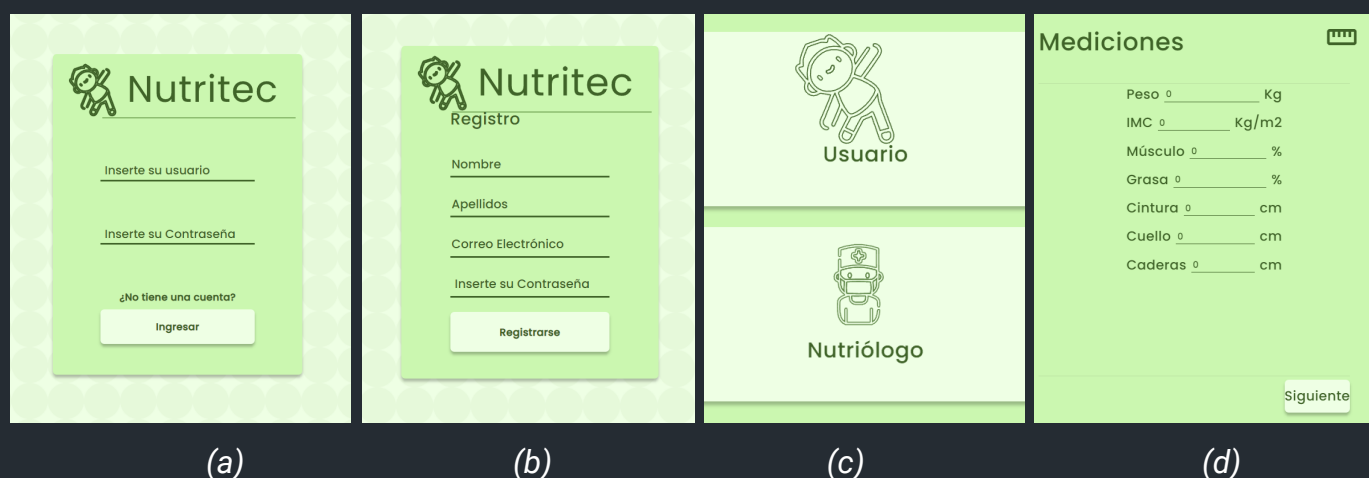 Nutritec
Inserte su usuario
Inserte su Contraseña
¿No tiene una cuenta?
Ingresar
(a)
Nutritec
Registro
Nombre
Apellidos
Correo Electrónico
Inserte su Contraseña
Registrarse
(b)
Usuario
Nutriólogo
(c)
Mediciones
Peso 0 Kg
IMC 0 Kg/m2
Músculo 0 %
Grasa 0 %
Cintura 0 cm
Cuello 0 cm
Caderas 0 cm
Siguiente
(d)